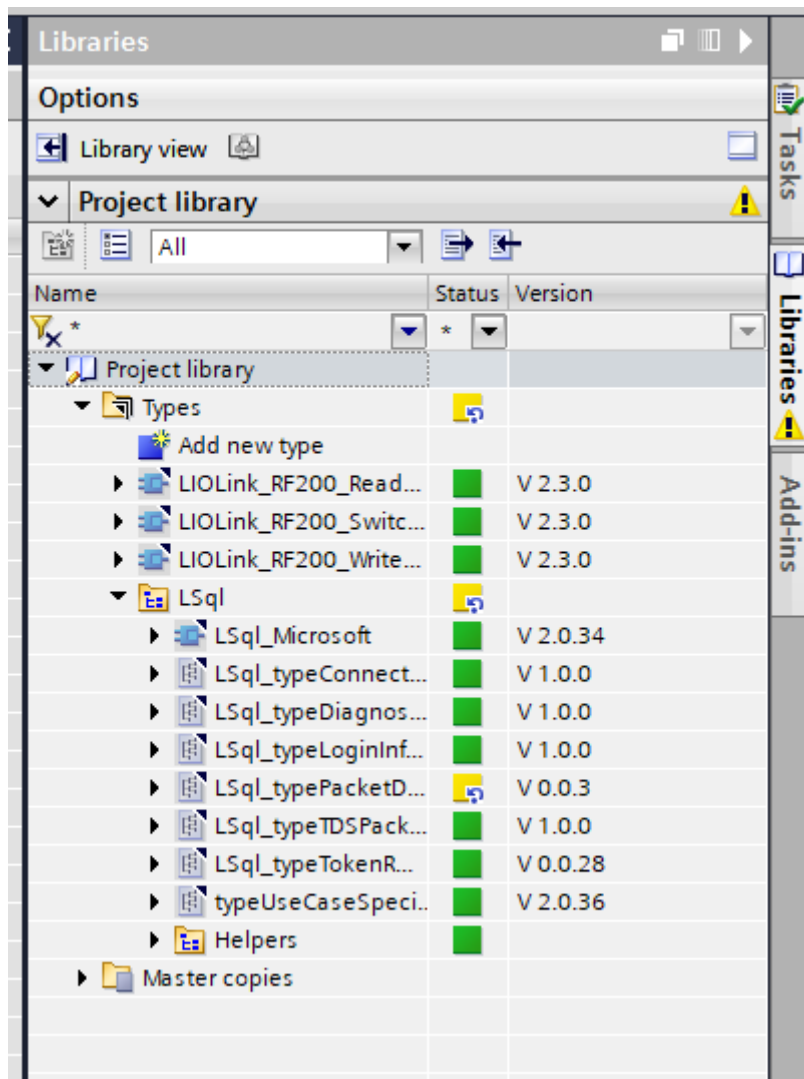 Libraries
Options
Library view
Project library
All
Name Status Version
* *
Project library
Types
Add new type
LIOLink_RF200_Read... V 2.3.0
LIOLink_RF200_Switc... V 2.3.0
LIOLink_RF200_Write... V 2.3.0
LSql
LSql_Microsoft V 2.0.34
LSql_typeConnect... V 1.0.0
LSql_typeDiagnos... V 1.0.0
LSql_typeLoginInf... V 1.0.0
LSql_typePacketD... V 0.0.3
LSql_typeTDSPack... V 1.0.0
LSql_typeTokenR... V 0.0.28
typeUseCaseSpeci.. V 2.0.36
Helpers
Master copies
Tasks
Libraries
Add-ins